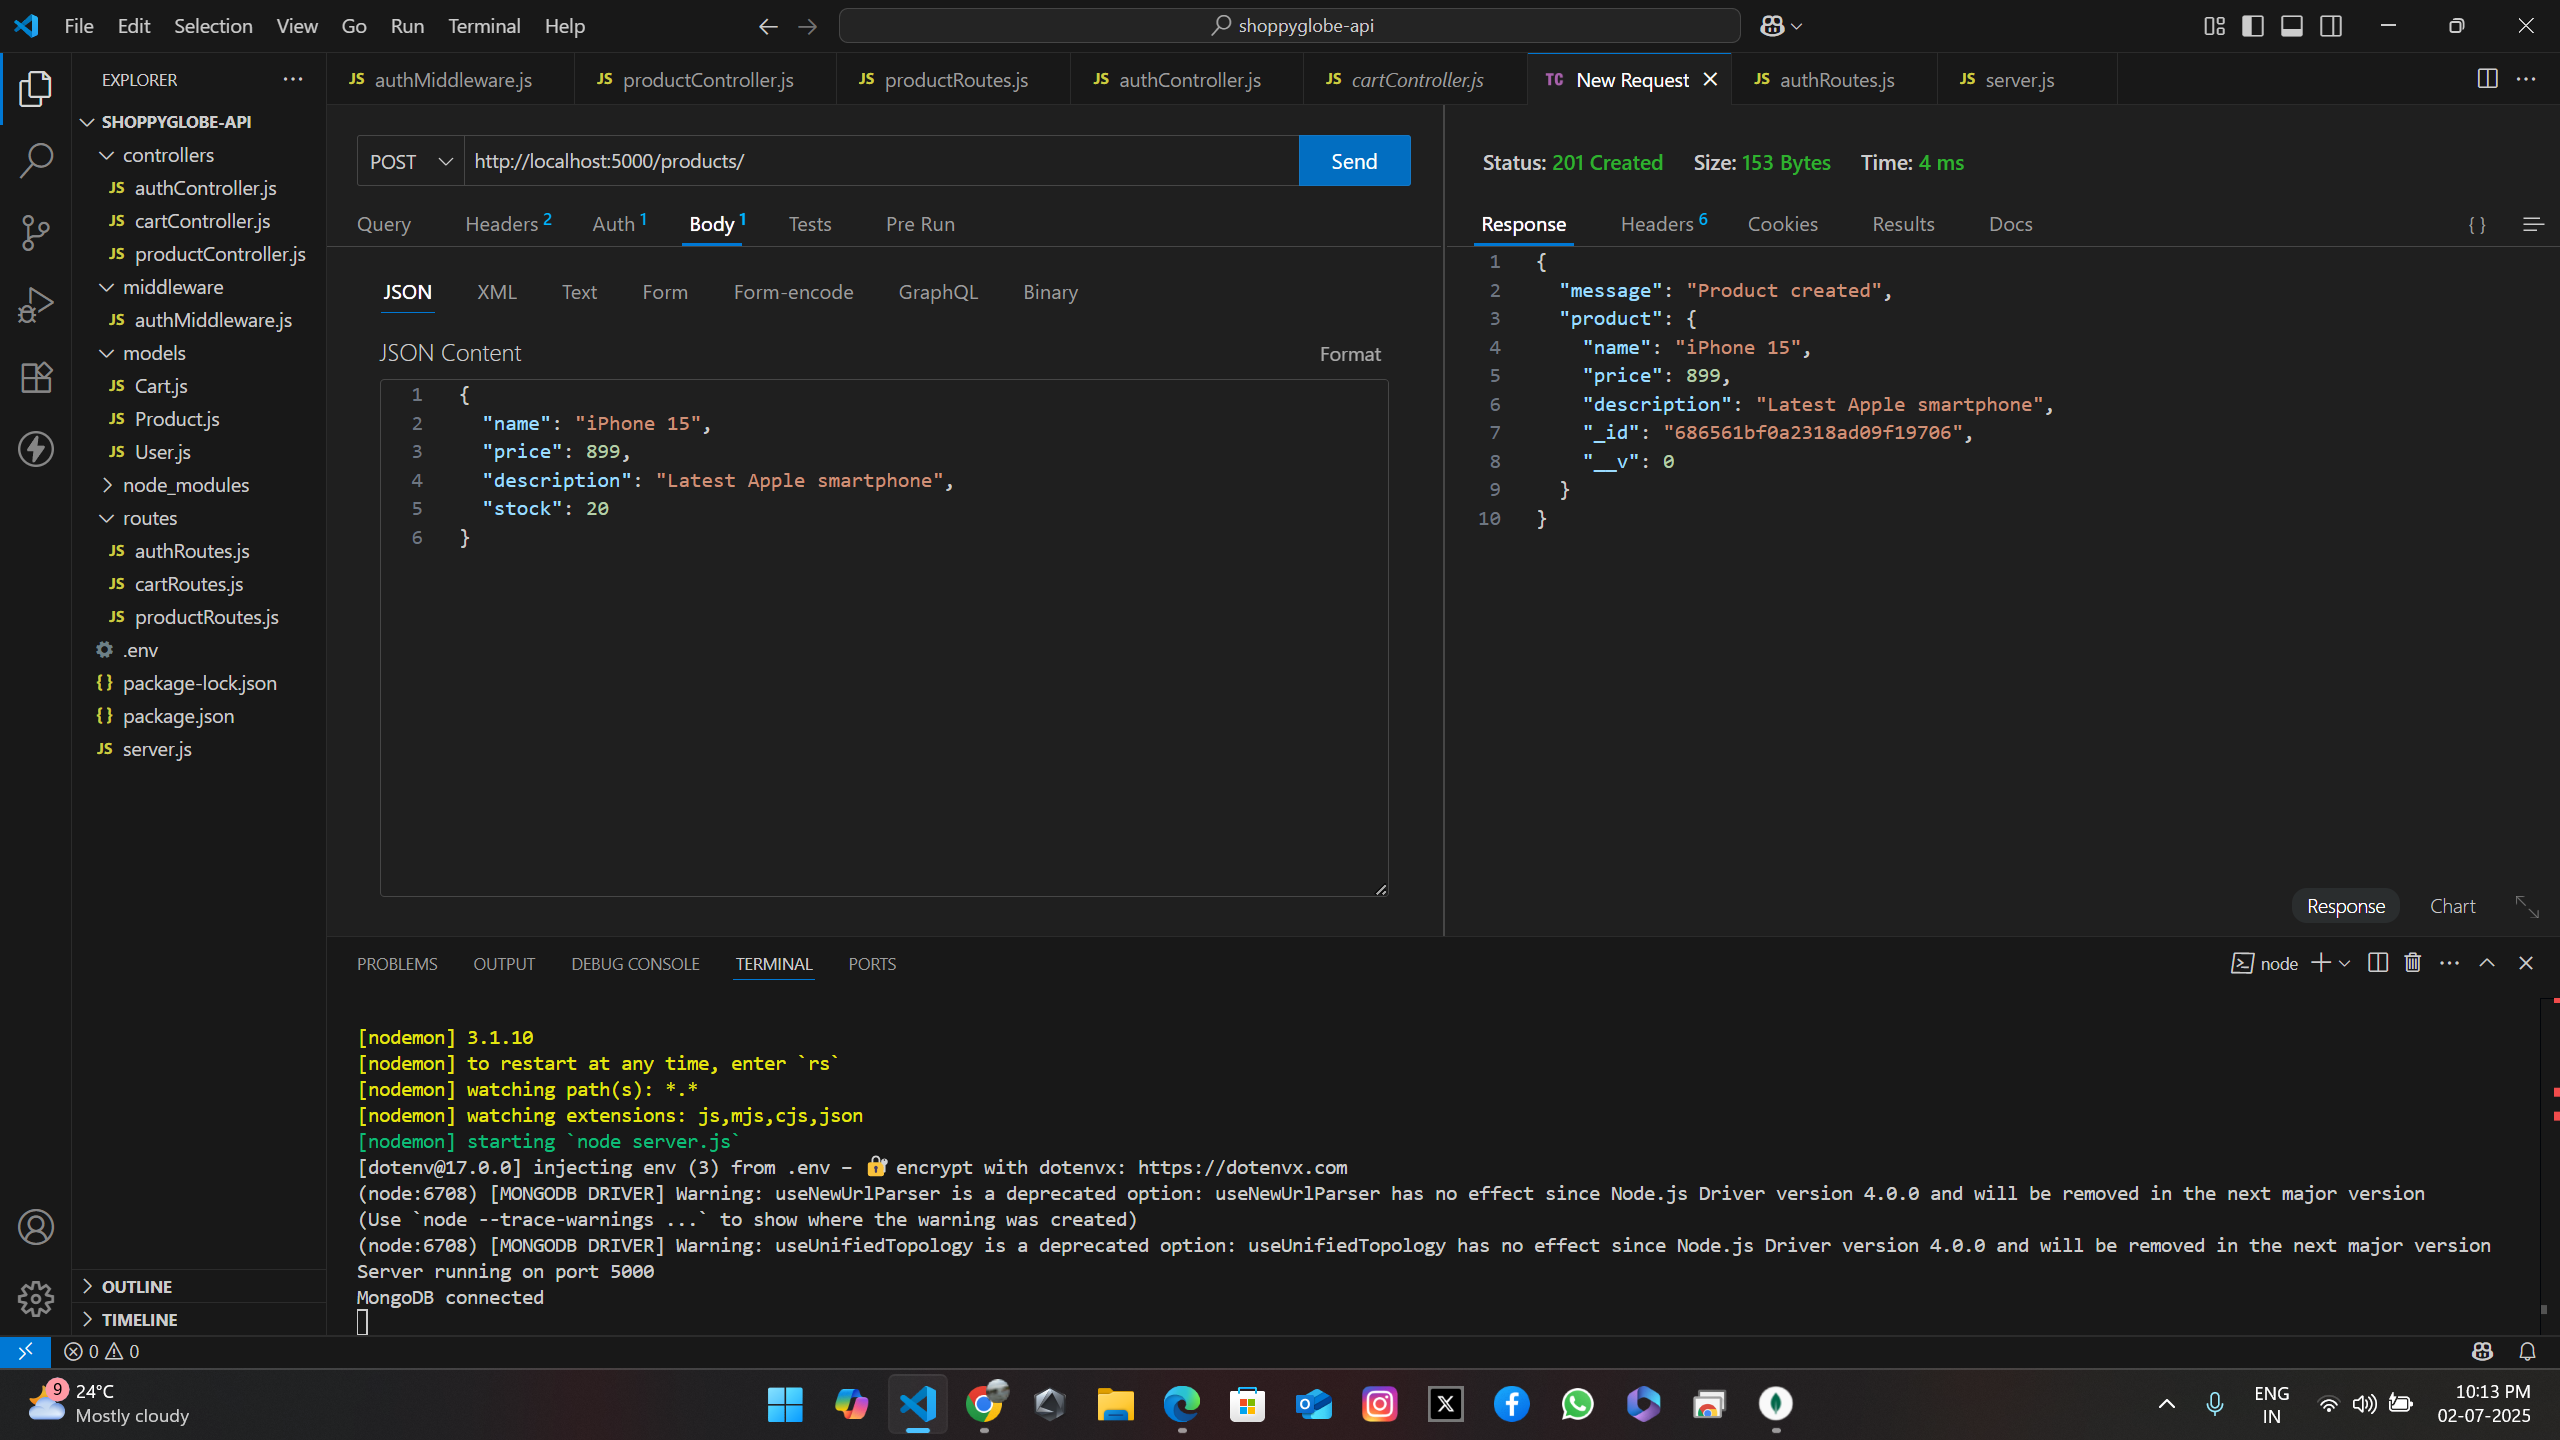 File Edit Selection View Go Run Terminal Help
shoppyglobe-api
EXPLORER
SHOPPYGLOBE-API
controllers
JS authController.js
JS cartController.js
JS productController.js
middleware
JS authMiddleware.js
models
JS Cart.js
JS Product.js
JS User.js
node_modules
routes
JS authRoutes.js
JS cartRoutes.js
JS productRoutes.js
.env
{} package-lock.json
{} package.json
JS server.js
OUTLINE
TIMELINE
JS authMiddleware.js JS productController.js JS productRoutes.js JS authController.js JS cartController.js TC New Request JS authRoutes.js JS server.js
POST http://localhost:5000/products/ Send
Query Headers 2 Auth 1 Body 1 Tests Pre Run
JSON XML Text Form Form-encode GraphQL Binary
JSON Content Format
1 {
2 "name": "iPhone 15",
3 "price": 899,
4 "description": "Latest Apple smartphone",
5 "stock": 20
6 }
Status: 201 Created Size: 153 Bytes Time: 4 ms
Response Headers 6 Cookies Results Docs { }
1 {
2 "message": "Product created",
3 "product": {
4 "name": "iPhone 15",
5 "price": 899,
6 "description": "Latest Apple smartphone",
7 "_id": "686561bf0a2318ad09f19706",
8 "__v": 0
9 }
10 }
Response Chart
PROBLEMS OUTPUT DEBUG CONSOLE TERMINAL PORTS
node
[nodemon] 3.1.10
[nodemon] to restart at any time, enter `rs`
[nodemon] watching path(s): *.*
[nodemon] watching extensions: js,mjs,cjs,json
[nodemon] starting `node server.js`
[dotenv@17.0.0] injecting env (3) from .env – 🔐 encrypt with dotenvx: https://dotenvx.com
(node:6708) [MONGODB DRIVER] Warning: useNewUrlParser is a deprecated option: useNewUrlParser has no effect since Node.js Driver version 4.0.0 and will be removed in the next major version
(Use `node --trace-warnings ...` to show where the warning was created)
(node:6708) [MONGODB DRIVER] Warning: useUnifiedTopology is a deprecated option: useUnifiedTopology has no effect since Node.js Driver version 4.0.0 and will be removed in the next major version
Server running on port 5000
MongoDB connected
0 0
9 24°C
Mostly cloudy
ENG
IN
10:13 PM
02-07-2025